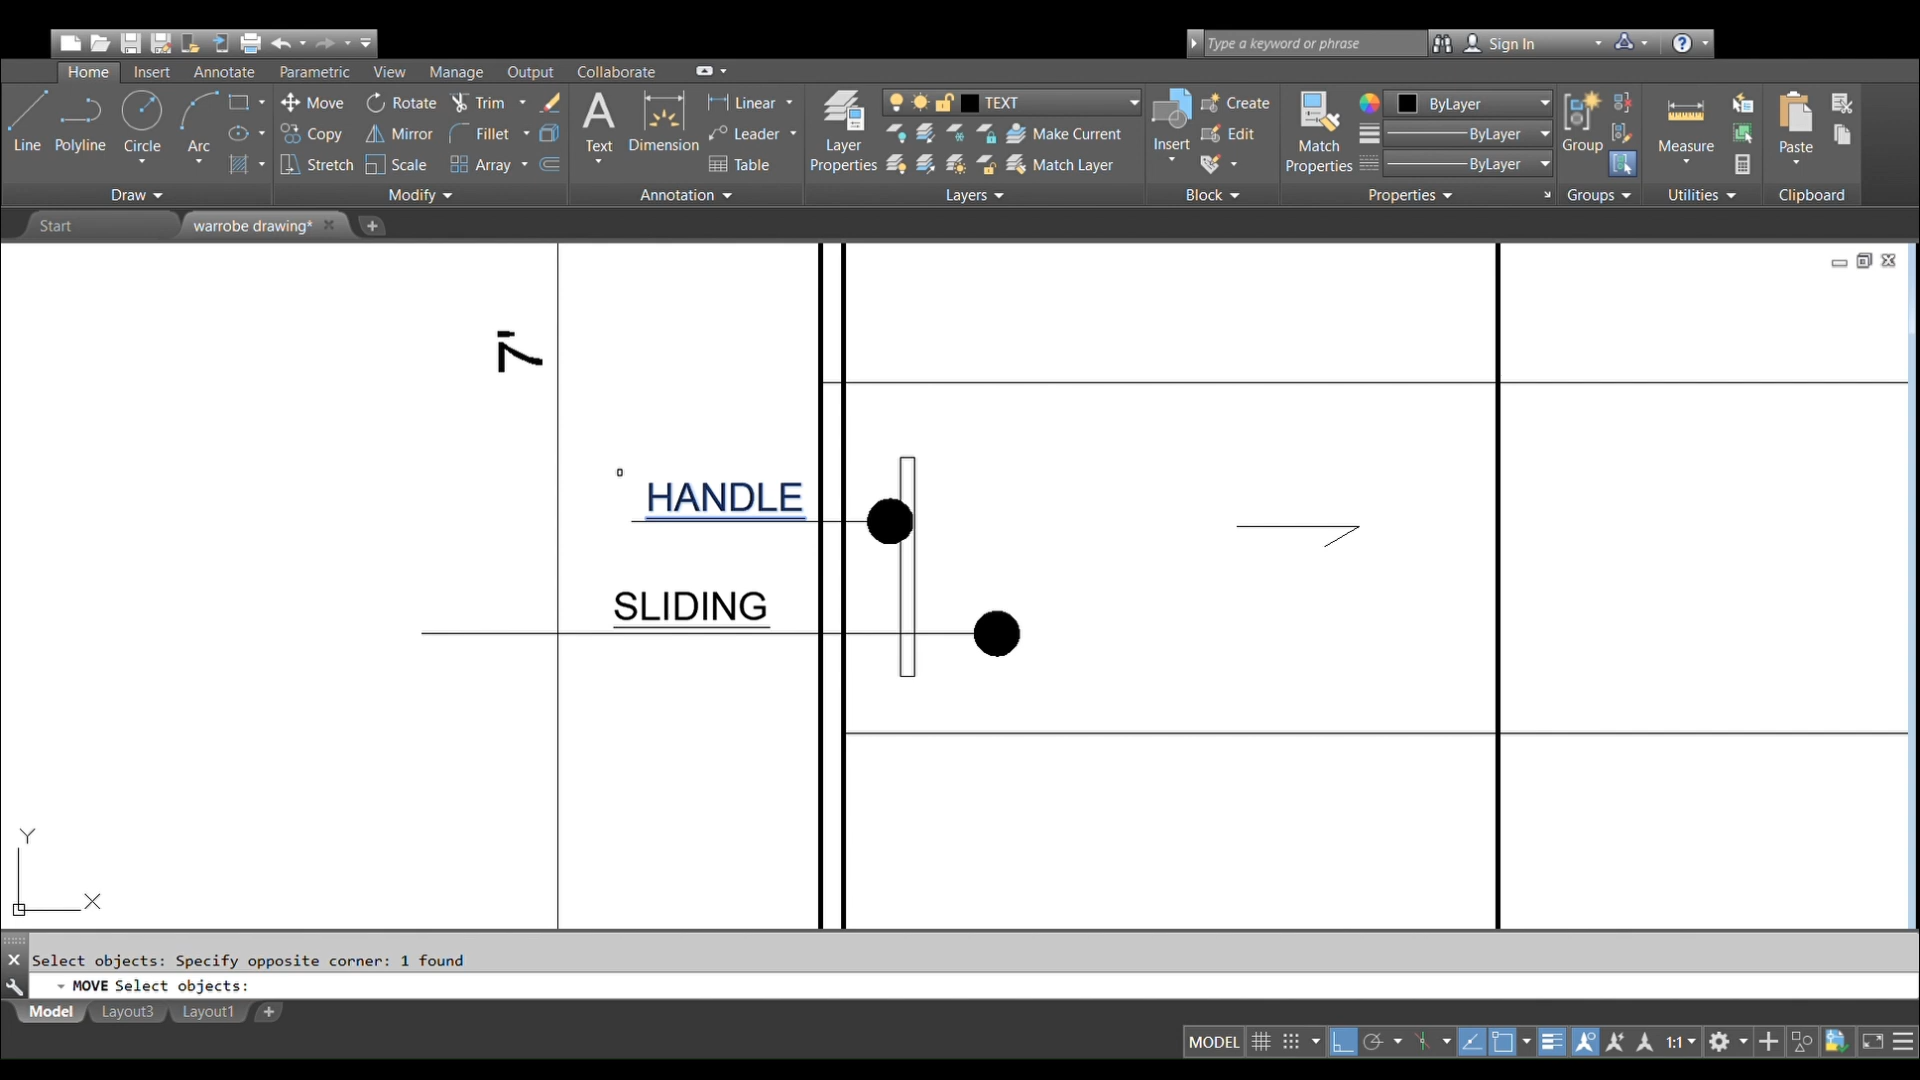 Type a keyword or phrase
Sign In
Home Insert Annotate Parametric View Manage Output Collaborate
Line Polyline Circle Arc
Move Rotate Trim
Copy Mirror Fillet
Stretch Scale Array
Text Dimension
Linear
Leader
Table
Layer Properties
TEXT
Make Current
Match Layer
Insert
Create
Edit
Match Properties
ByLayer
ByLayer
ByLayer
Group
Measure
Paste
Draw Modify Annotation Layers Block Properties Groups Utilities Clipboard
Start warrobe drawing*
7'
HANDLE
SLIDING
Y
X
Select objects: Specify opposite corner: 1 found
MOVE Select objects:
Model Layout3 Layout1
MODEL 1:1